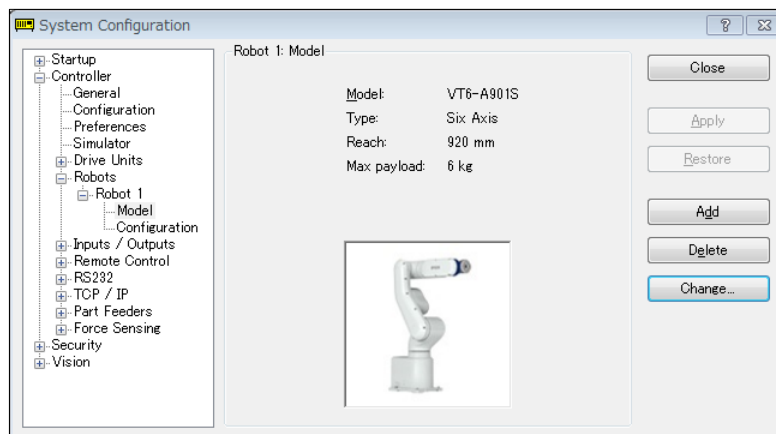 System Configuration
Startup
Controller
General
Configuration
Preferences
Simulator
Drive Units
Robots
Robot 1
Model
Configuration
Inputs / Outputs
Remote Control
RS232
TCP / IP
Part Feeders
Force Sensing
Security
Vision
Robot 1: Model
Model: VT6-A901S
Type: Six Axis
Reach: 920 mm
Max payload: 6 kg
Close
Apply
Restore
Add
Delete
Change...